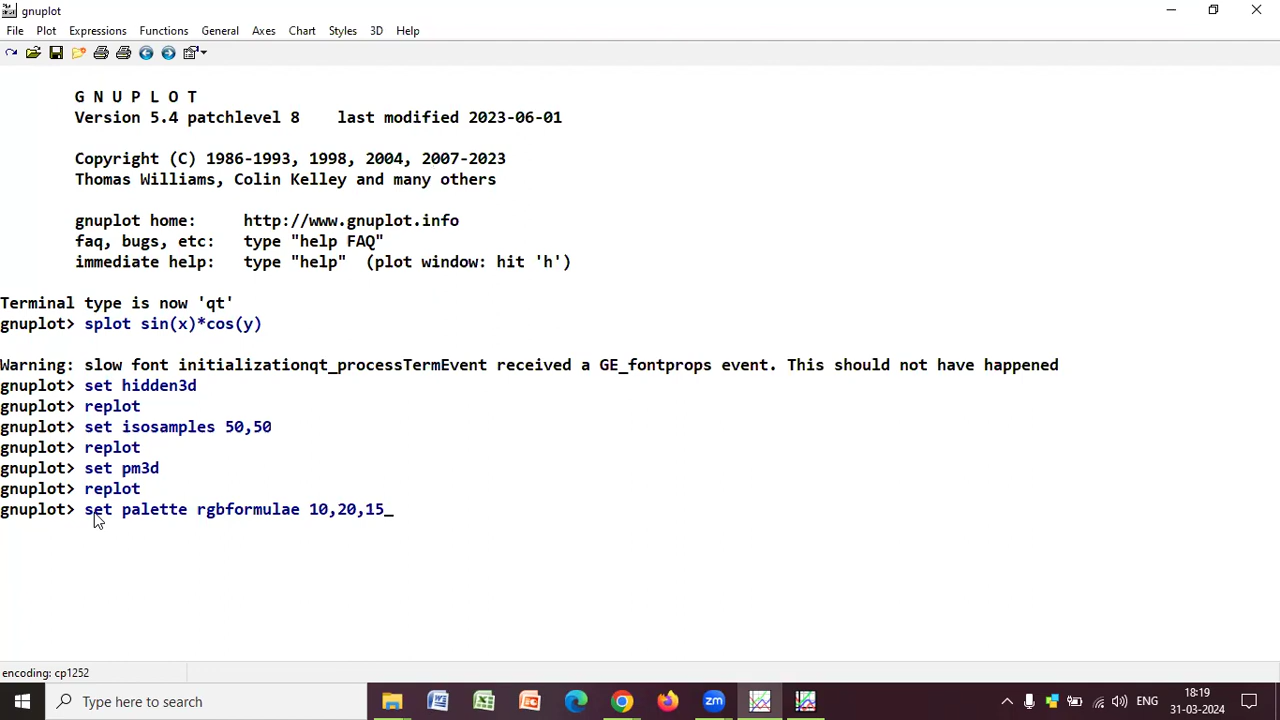 gnuplot
File Plot Expressions Functions General Axes Chart Styles 3D Help
G N U P L O T
Version 5.4 patchlevel 8    last modified 2023-06-01
Copyright (C) 1986-1993, 1998, 2004, 2007-2023
Thomas Williams, Colin Kelley and many others
gnuplot home:     http://www.gnuplot.info
faq, bugs, etc:   type "help FAQ"
immediate help:   type "help"  (plot window: hit 'h')
Terminal type is now 'qt'
gnuplot> splot sin(x)*cos(y)
Warning: slow font initializationqt_processTermEvent received a GE_fontprops event. This should not have happened
gnuplot> set hidden3d
gnuplot> replot
gnuplot> set isosamples 50,50
gnuplot> replot
gnuplot> set pm3d
gnuplot> replot
gnuplot> set palette rgbformulae 10,20,15_
encoding: cp1252
Type here to search
zm
ENG
18:19
31-03-2024